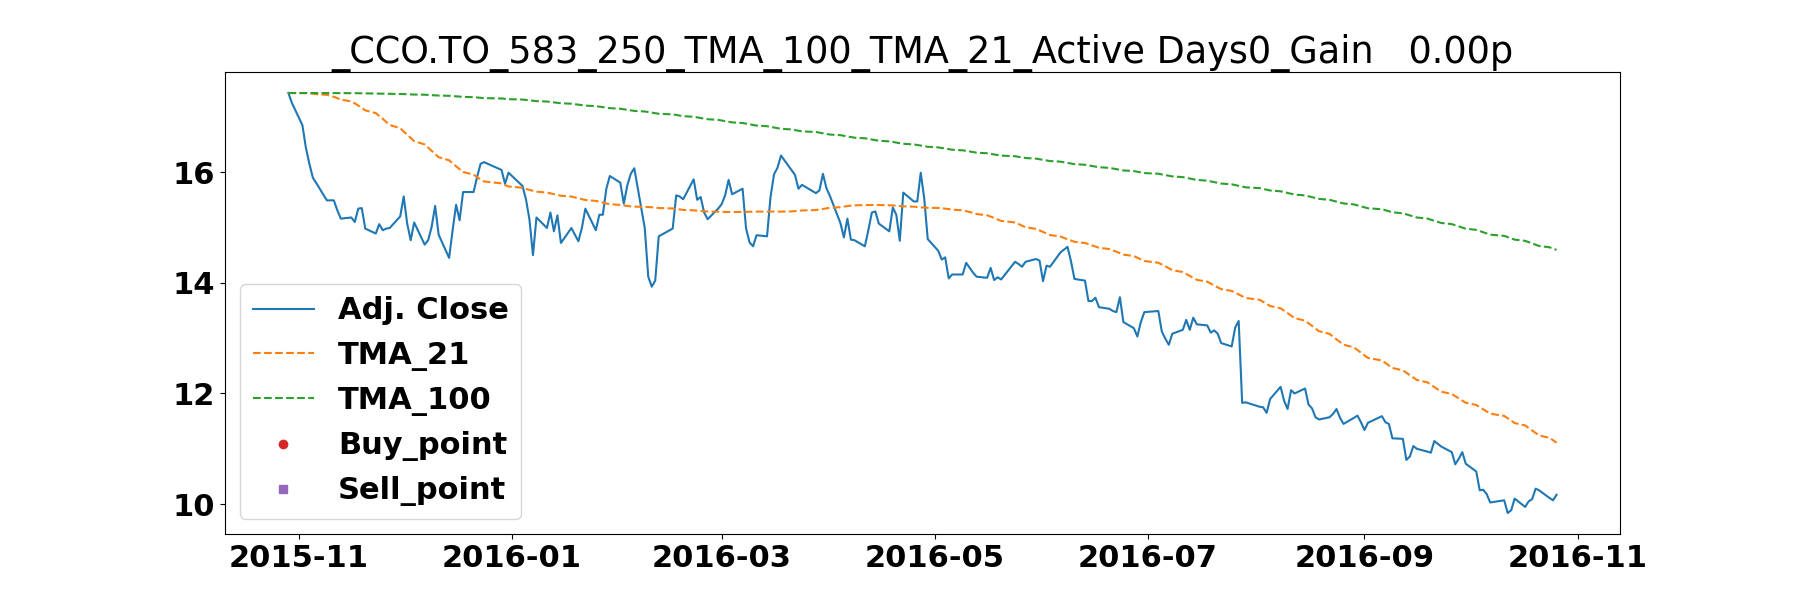 _CCO.TO_583_250_TMA_100_TMA_21_Active Days0_Gain   0.00p
16
14
12
10
Adj. Close
TMA_21
TMA_100
Buy_point
Sell_point
2015-11 2016-01 2016-03 2016-05 2016-07 2016-09 2016-11